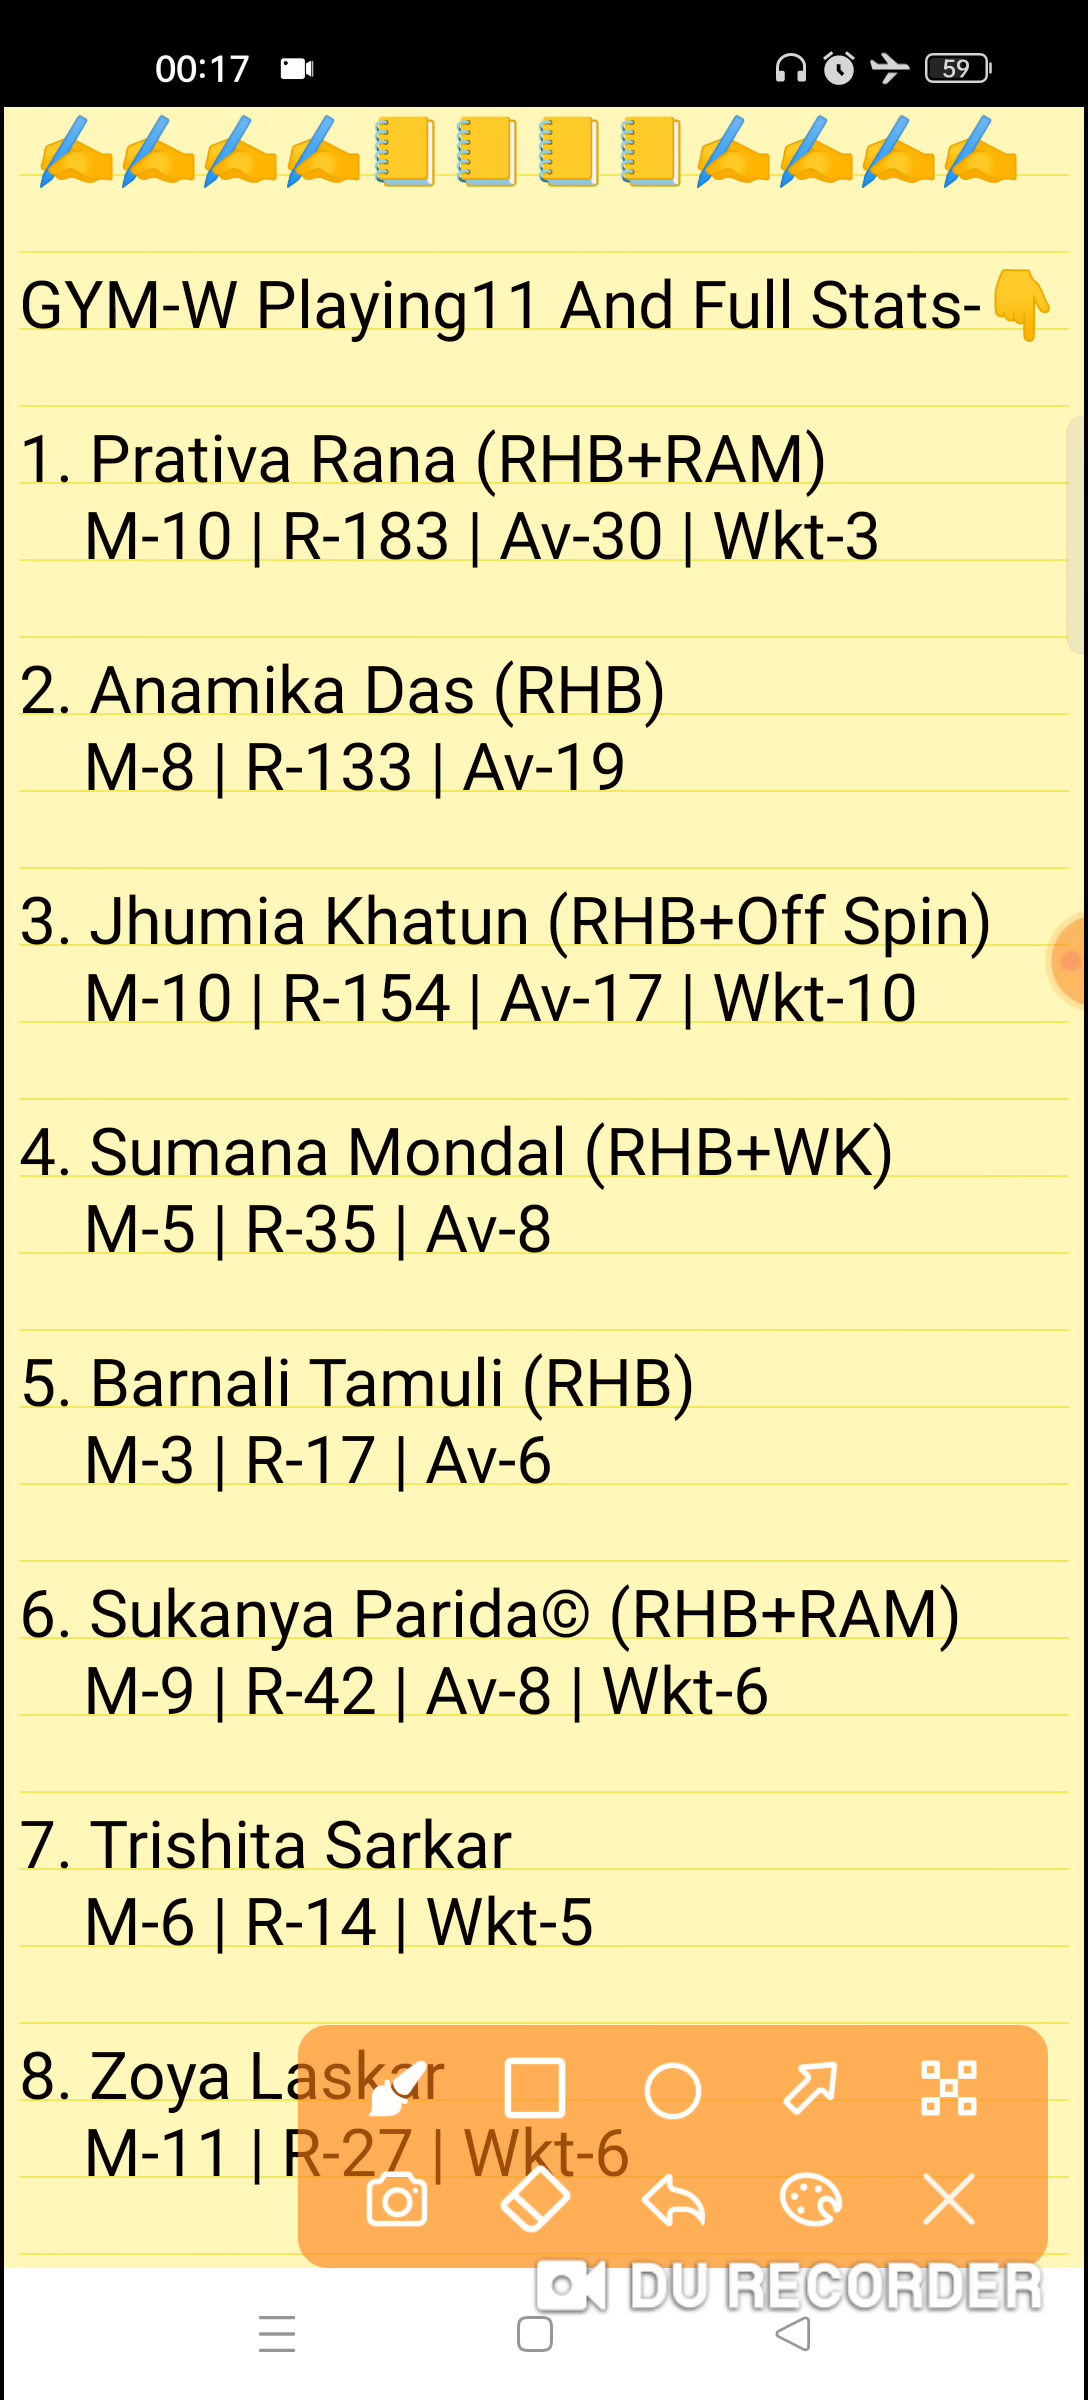 00:17 59
✍✍✍✍📒📒📒📒✍✍✍✍
GYM-W Playing11 And Full Stats-👇
1. Prativa Rana (RHB+RAM)
M-10 | R-183 | Av-30 | Wkt-3
2. Anamika Das (RHB)
M-8 | R-133 | Av-19
3. Jhumia Khatun (RHB+Off Spin)
M-10 | R-154 | Av-17 | Wkt-10
4. Sumana Mondal (RHB+WK)
M-5 | R-35 | Av-8
5. Barnali Tamuli (RHB)
M-3 | R-17 | Av-6
6. Sukanya Parida© (RHB+RAM)
M-9 | R-42 | Av-8 | Wkt-6
7. Trishita Sarkar
M-6 | R-14 | Wkt-5
8. Zoya Laskar
M-11 | R-27 | Wkt-6
DU RECORDER